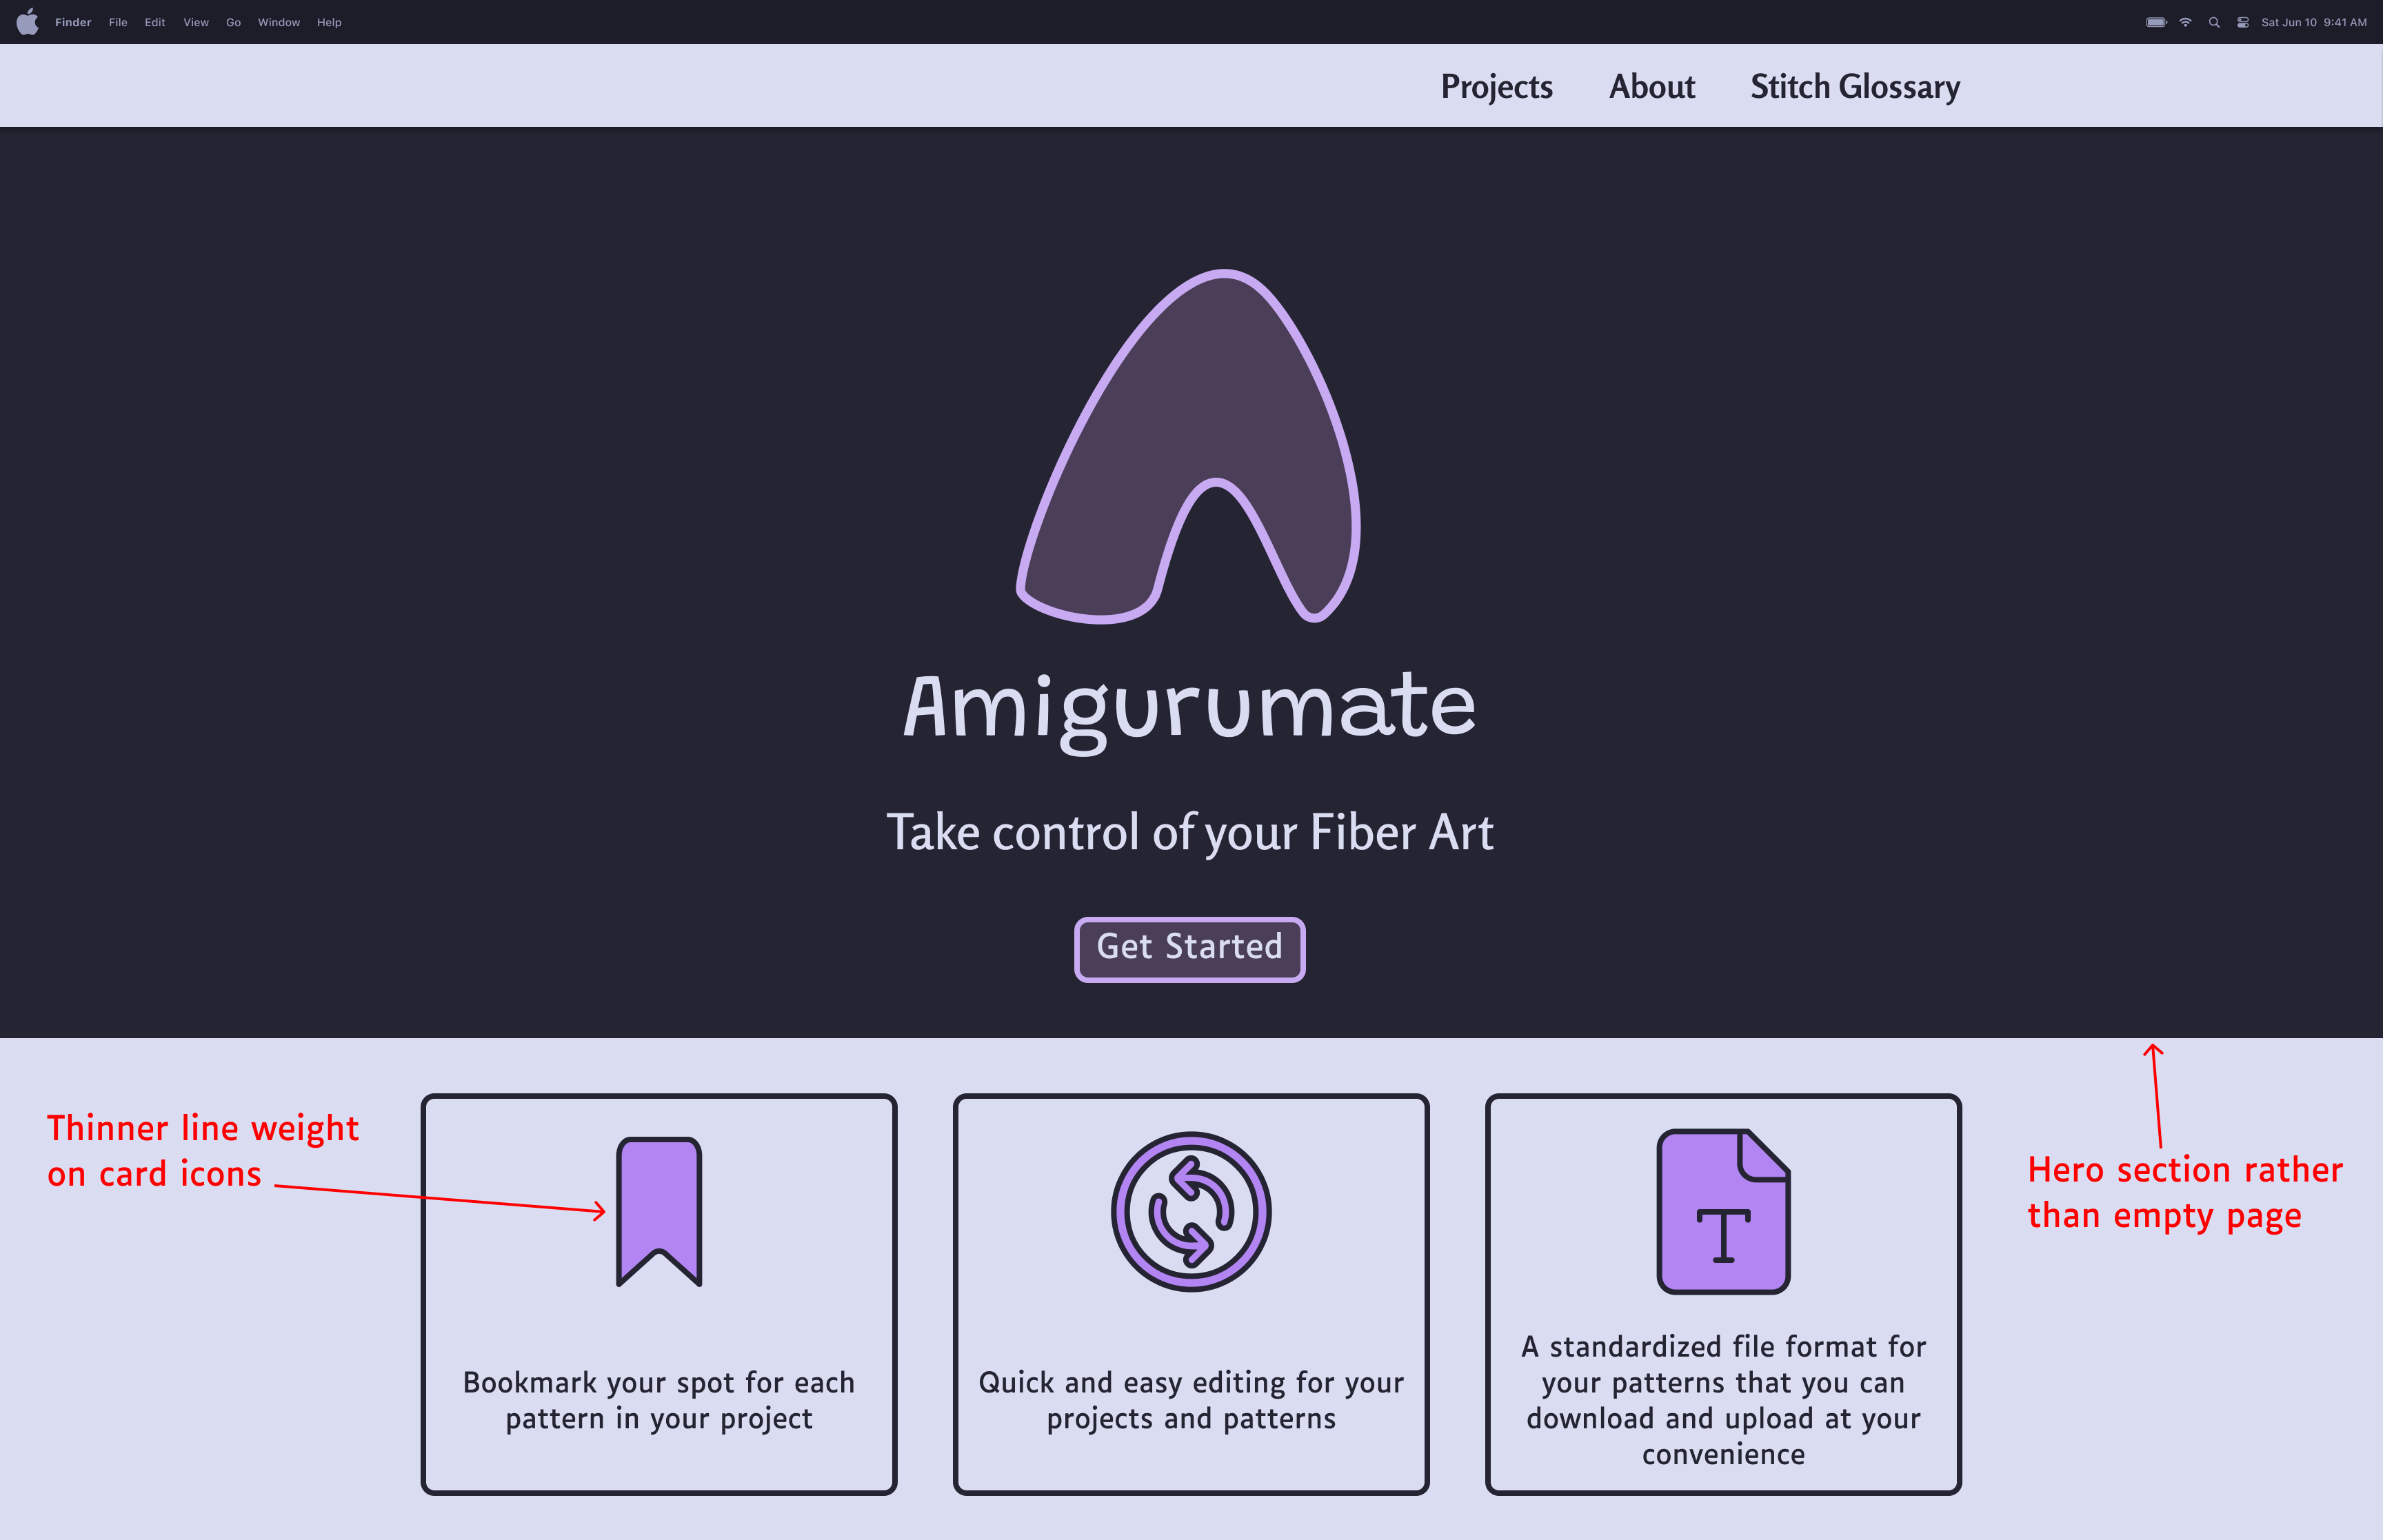 Finder File Edit View Go Window Help
Sat Jun 10 9:41 AM
Projects About Stitch Glossary
Amigurumate
Take control of your Fiber Art
Get Started
Thinner line weight
on card icons
Bookmark your spot for each
pattern in your project
Quick and easy editing for your
projects and patterns
T
A standardized file format for
your patterns that you can
download and upload at your
convenience
Hero section rather
than empty page